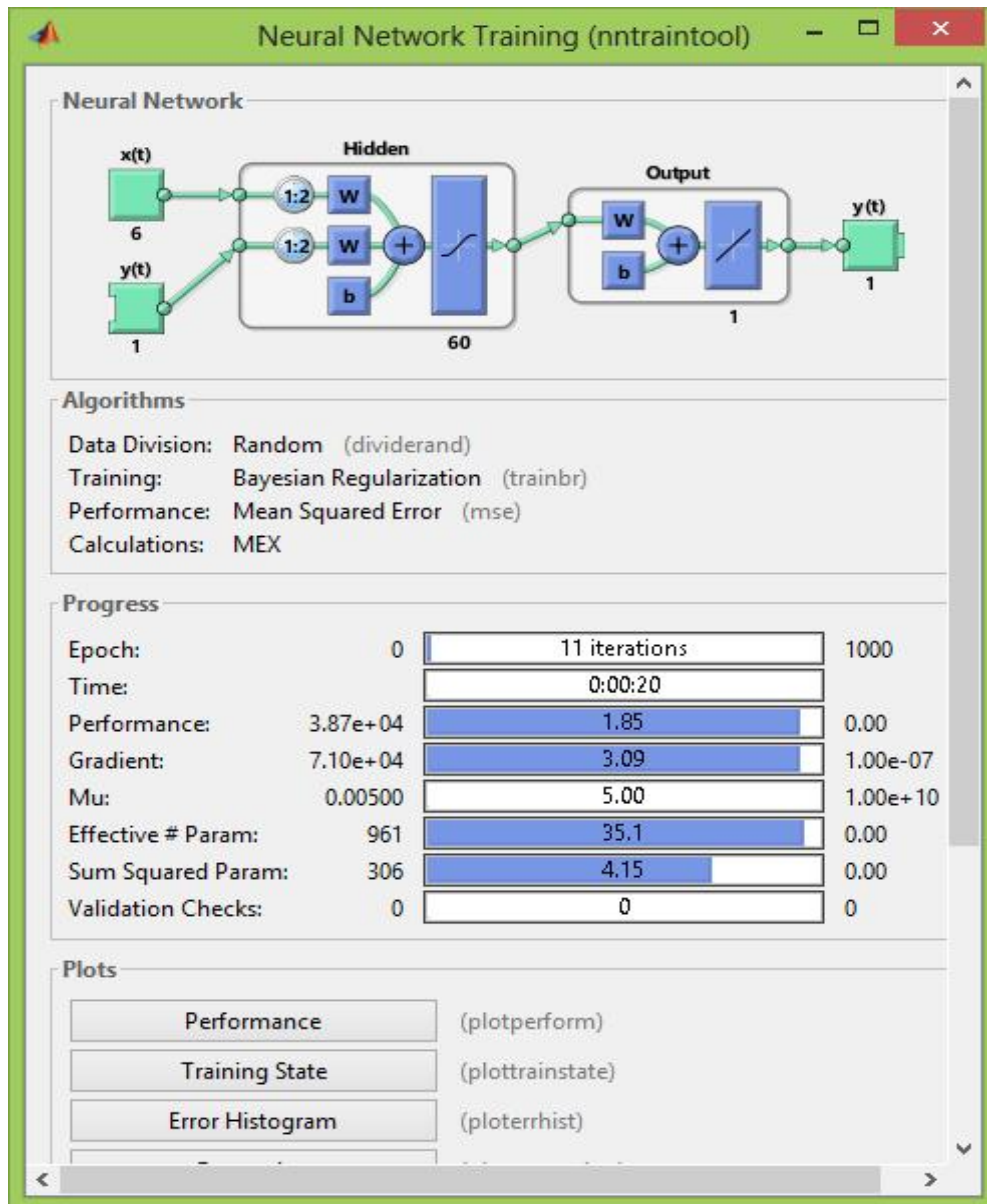 Neural Network Training (nntraintool)
Neural Network
x(t)
6
y(t)
1
Hidden
1:2 W
1:2 W
+
b
60
Output
W
+
b
1
y(t)
1
Algorithms
Data Division: Random (dividerand)
Training: Bayesian Regularization (trainbr)
Performance: Mean Squared Error (mse)
Calculations: MEX
Progress
Epoch: 0 11 iterations 1000
Time: 0:00:20
Performance: 3.87e+04 1.85 0.00
Gradient: 7.10e+04 3.09 1.00e-07
Mu: 0.00500 5.00 1.00e+10
Effective # Param: 961 35.1 0.00
Sum Squared Param: 306 4.15 0.00
Validation Checks: 0 0 0
Plots
Performance (plotperform)
Training State (plottrainstate)
Error Histogram (ploterrhist)